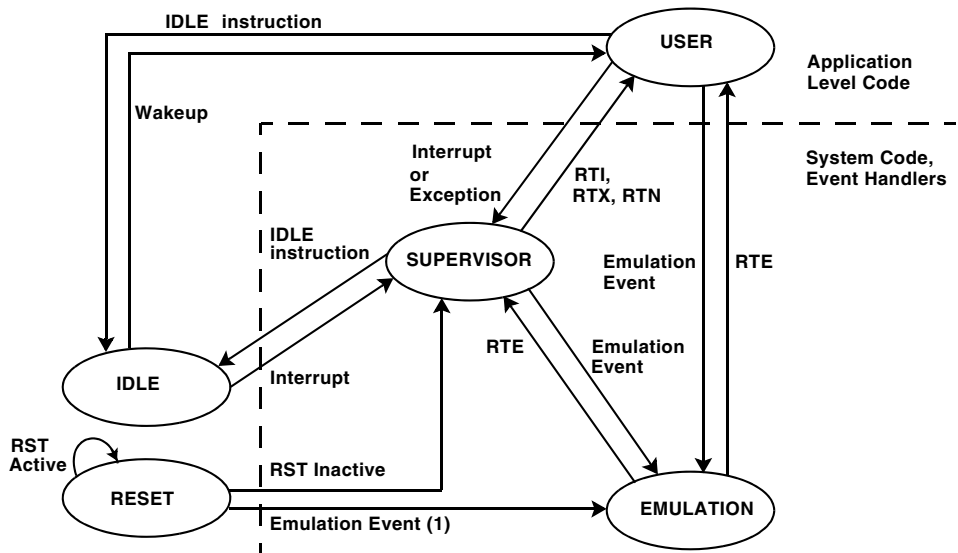 IDLE instruction
USER
Application
Level Code
Wakeup
Interrupt
or
Exception
RTI,
RTX, RTN
System Code,
Event Handlers
IDLE
instruction
SUPERVISOR
Emulation
Event
RTE
RTE
Emulation
Event
IDLE
Interrupt
RST
Active
RESET
RST Inactive
Emulation Event (1)
EMULATION